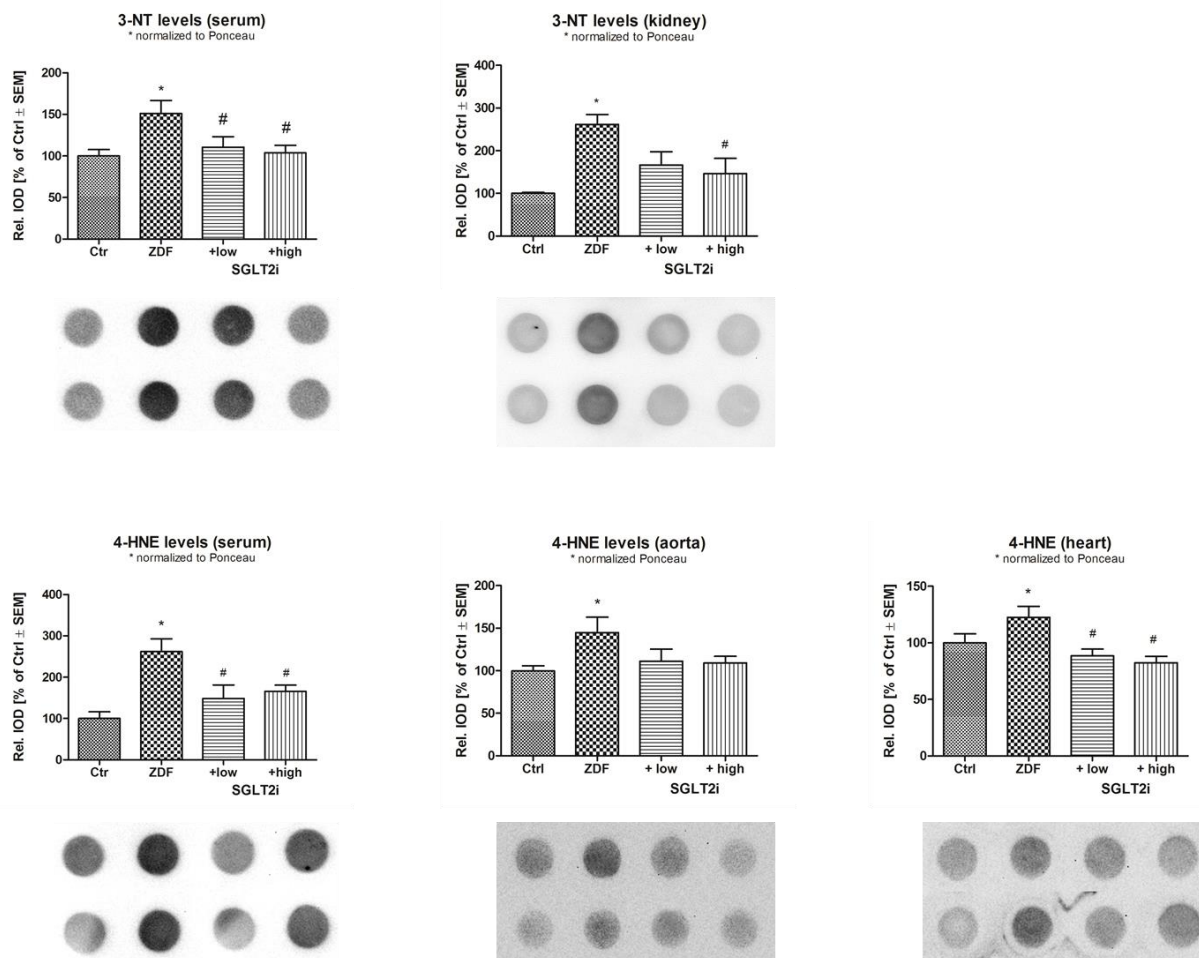 3-NT levels (serum)
* normalized to Ponceau
Rel. IOD [% of Ctrl ± SEM]
200
150
100
50
0
*
#
#
Ctr ZDF +low +high
SGLT2i
3-NT levels (kidney)
* normalized to Ponceau
Rel. IOD [% of Ctrl ± SEM]
400
300
200
100
0
*
#
Ctrl ZDF + low + high
SGLT2i
4-HNE levels (serum)
* normalized to Ponceau
Rel. IOD [% of Ctrl ± SEM]
400
300
200
100
0
*
#
#
Ctr ZDF +low +high
SGLT2i
4-HNE levels (aorta)
* normalized Ponceau
Rel. IOD [% of Ctrl ± SEM]
200
150
100
50
0
*
Ctrl ZDF + low + high
SGLT2i
4-HNE (heart)
* normalized to Ponceau
Rel. IOD [% of Ctrl ± SEM]
150
100
50
0
*
#
#
Ctrl ZDF + low + high
SGLT2i